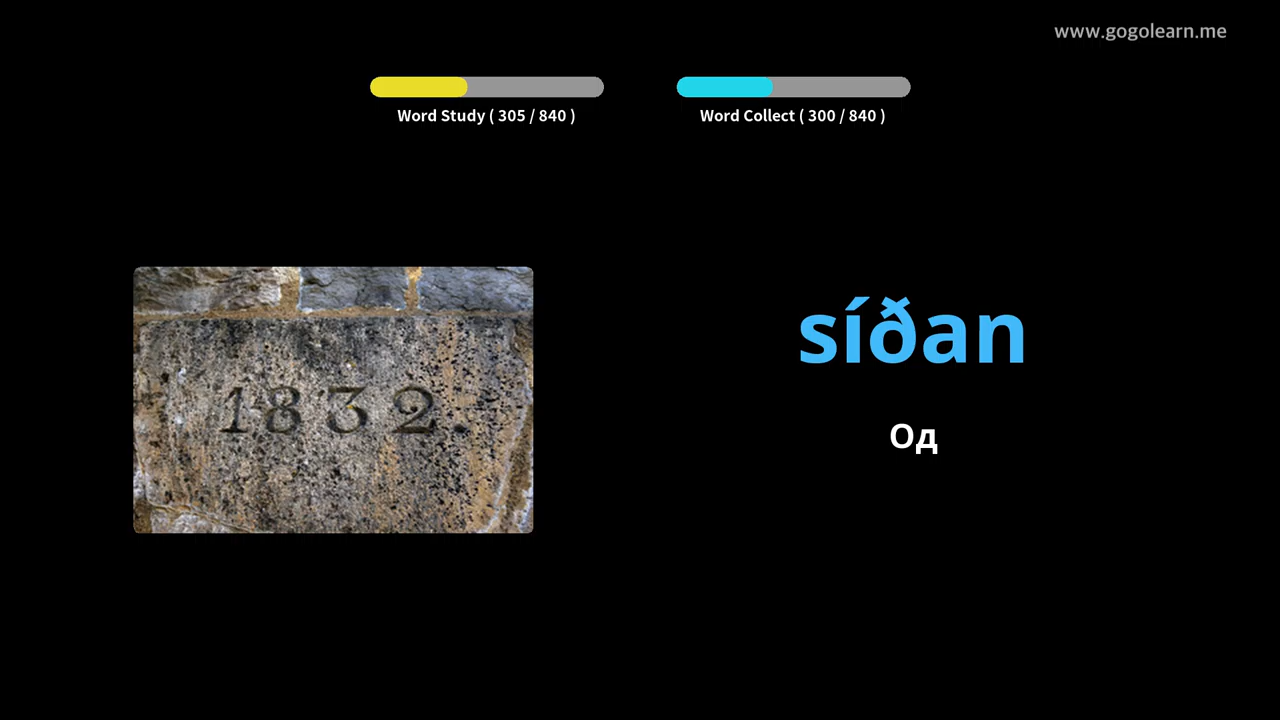 www.gogolearn.me
Word Study ( 305 / 840 )
Word Collect ( 300 / 840 )
1832.
síðan
Од